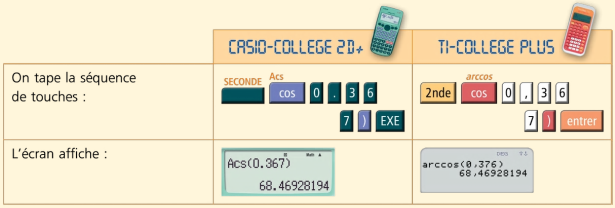 CASIO-COLLEGE 2D+
TI-COLLEGE PLUS
On tape la séquence
de touches :
SECONDE Acs
cos 0 . 3 6
7 ) EXE
arccos
2nde cos 0 , 3 6
7 ) entrer
L'écran affiche :
Math ▲
Acs(0.367)
68.46928194
DEG
arccos(0,376)
68,46928194